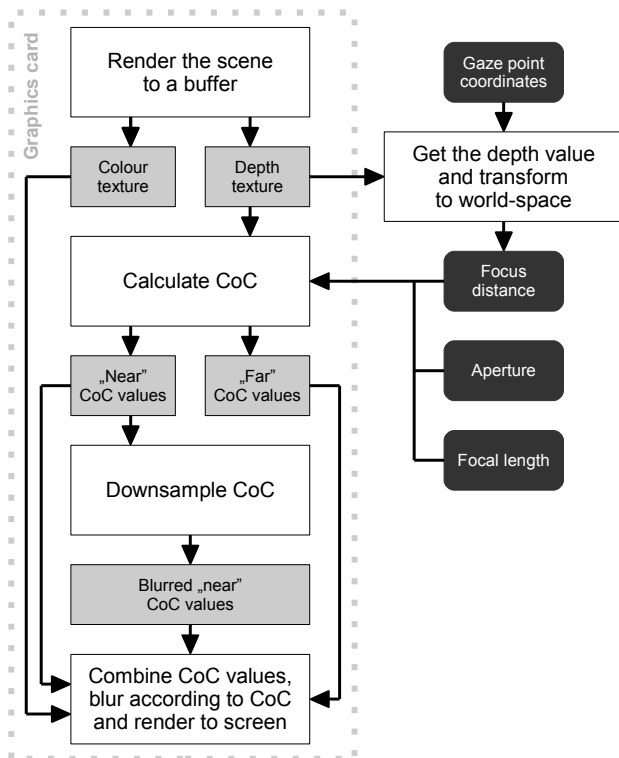 Graphics card
Render the scene
to a buffer
Gaze point
coordinates
Colour
texture
Depth
texture
Get the depth value
and transform
to world-space
Calculate CoC
Focus
distance
„Near”
CoC values
„Far”
CoC values
Aperture
Downsample CoC
Focal length
Blurred „near”
CoC values
Combine CoC values,
blur according to CoC
and render to screen